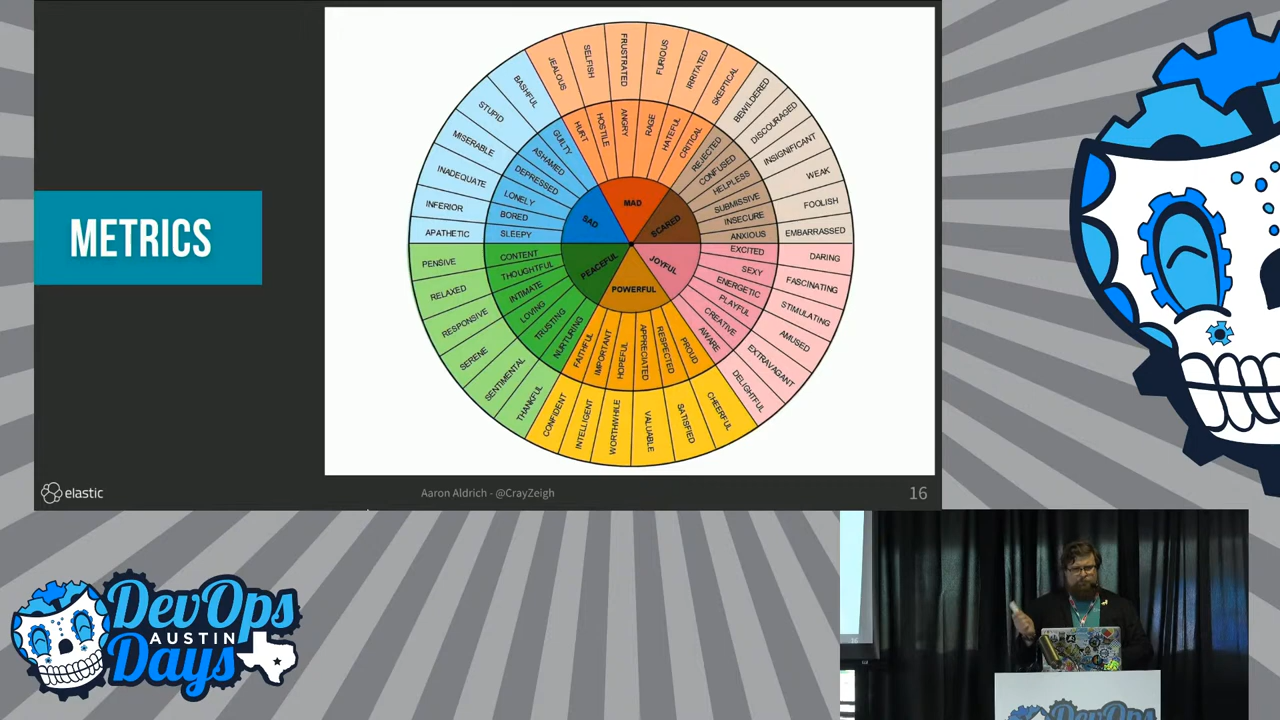 METRICS
MAD
SCARED
JOYFUL
POWERFUL
PEACEFUL
SAD
HURT
HOSTILE
ANGRY
RAGE
HATEFUL
CRITICAL
REJECTED
CONFUSED
HELPLESS
SUBMISSIVE
INSECURE
ANXIOUS
EXCITED
SEXY
ENERGETIC
PLAYFUL
CREATIVE
AWARE
PROUD
RESPECTED
APPRECIATED
HOPEFUL
IMPORTANT
FAITHFUL
NURTURING
TRUSTING
LOVING
INTIMATE
THOUGHTFUL
CONTENT
SLEEPY
BORED
LONELY
DEPRESSED
ASHAMED
GUILTY
JEALOUS
SELFISH
FRUSTRATED
FURIOUS
IRRITATED
SKEPTICAL
BEWILDERED
DISCOURAGED
INSIGNIFICANT
WEAK
FOOLISH
EMBARRASSED
DARING
FASCINATING
STIMULATING
AMUSED
EXTRAVAGANT
DELIGHTFUL
CHEERFUL
SATISFIED
VALUABLE
WORTHWHILE
INTELLIGENT
CONFIDENT
THANKFUL
SENTIMENTAL
SERENE
RESPONSIVE
RELAXED
PENSIVE
APATHETIC
INFERIOR
INADEQUATE
MISERABLE
STUPID
BASHFUL
elastic
Aaron Aldrich - @CrayZeigh
16
DevOps
AUSTIN
Days
DevOps